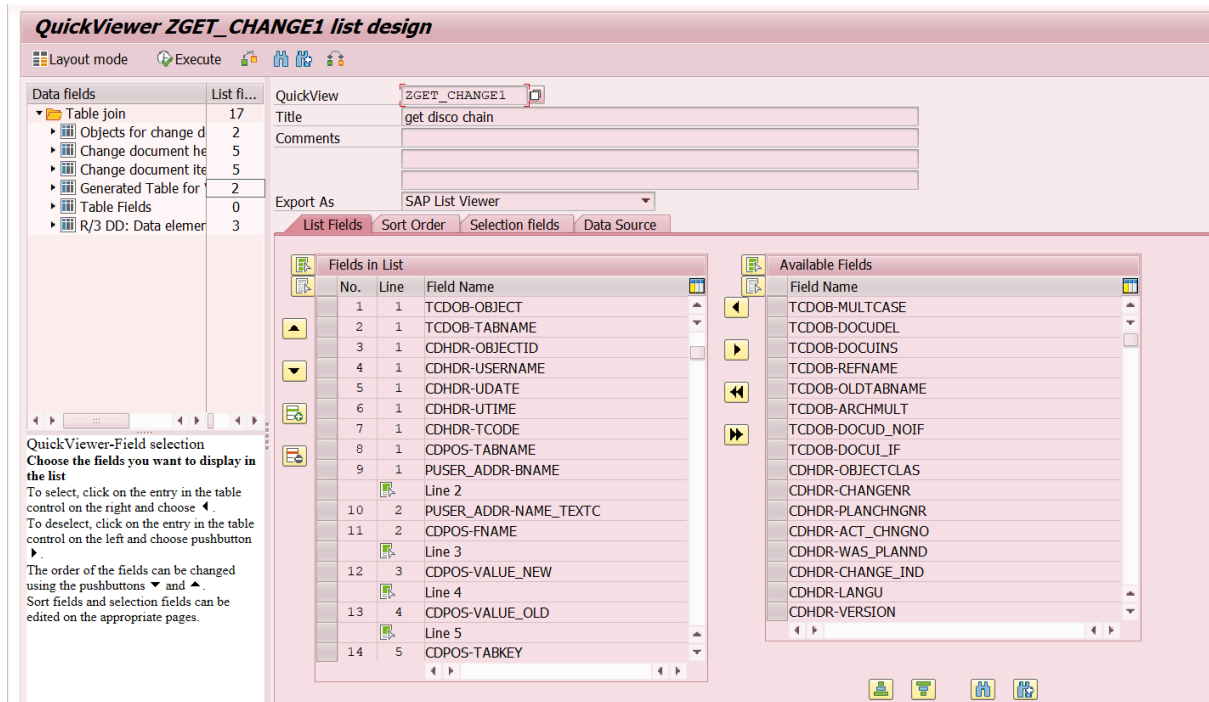 QuickViewer ZGET_CHANGE1 list design
Layout mode Execute
Data fields List fi...
Table join 17
Objects for change d 2
Change document he 5
Change document ite 5
Generated Table for 2
Table Fields 0
R/3 DD: Data elemer 3
QuickViewer-Field selection
Choose the fields you want to display in
the list
To select, click on the entry in the table
control on the right and choose
To deselect, click on the entry in the table
control on the left and choose pushbutton
.
The order of the fields can be changed
using the pushbuttons and .
Sort fields and selection fields can be
edited on the appropriate pages.
QuickView ZGET_CHANGE1
Title get disco chain
Comments
Export As SAP List Viewer
List Fields Sort Order Selection fields Data Source
Fields in List
No. Line Field Name
1 1 TCDOB-OBJECT
2 1 TCDOB-TABNAME
3 1 CDHDR-OBJECTID
4 1 CDHDR-USERNAME
5 1 CDHDR-UDATE
6 1 CDHDR-UTIME
7 1 CDHDR-TCODE
8 1 CDPOS-TABNAME
9 1 PUSER_ADDR-BNAME
Line 2
10 2 PUSER_ADDR-NAME_TEXTC
11 2 CDPOS-FNAME
Line 3
12 3 CDPOS-VALUE_NEW
Line 4
13 4 CDPOS-VALUE_OLD
Line 5
14 5 CDPOS-TABKEY
Available Fields
Field Name
TCDOB-MULTCASE
TCDOB-DOCUDEL
TCDOB-DOCUINS
TCDOB-REFNAME
TCDOB-OLDTABNAME
TCDOB-ARCHMULT
TCDOB-DOCUD_NOIF
TCDOB-DOCUI_IF
CDHDR-OBJECTCLAS
CDHDR-CHANGENR
CDHDR-PLANCHNGNR
CDHDR-ACT_CHNGNO
CDHDR-WAS_PLANND
CDHDR-CHANGE_IND
CDHDR-LANGU
CDHDR-VERSION